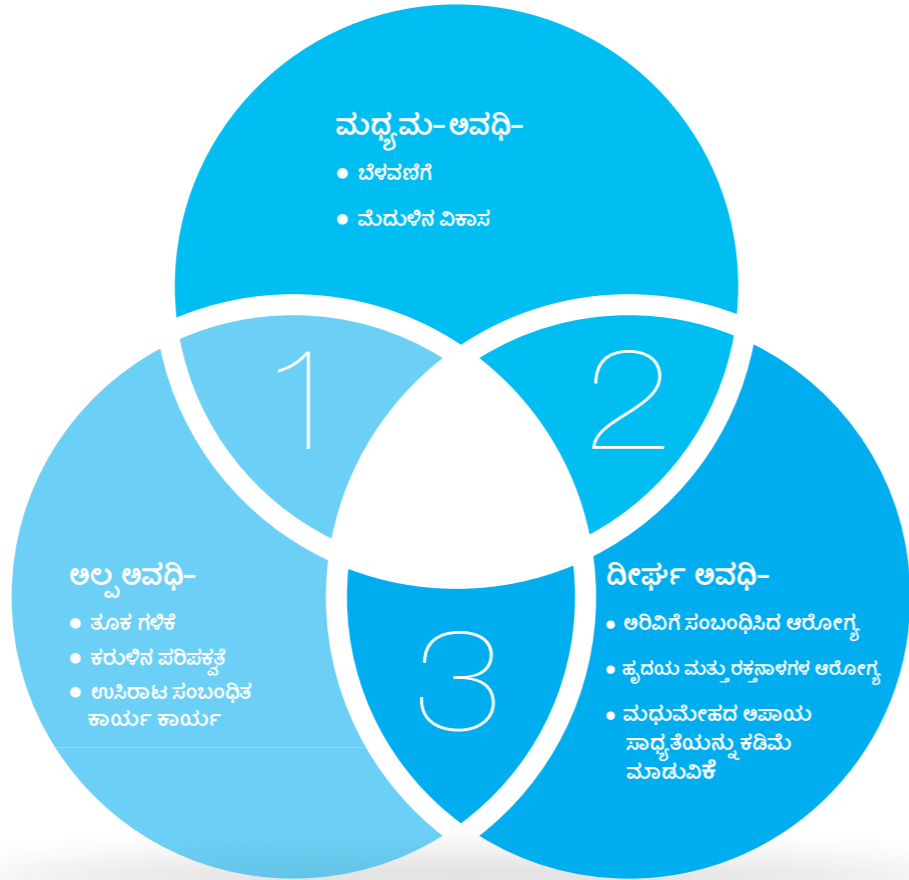 ಮಧ್ಯಮ-ಅವಧಿ-
• ಬೆಳವಣಿಗೆ
• ಮೆದುಳಿನ ವಿಕಾಸ
1
2
ಅಲ್ಪ ಅವಧಿ-
• ತೂಕ ಗಳಿಕೆ
• ಕರುಳಿನ ಪರಿಪಕ್ವತೆ
• ಉಸಿರಾಟ ಸಂಬಂಧಿತ
ಕಾರ್ಯ ಕಾರ್ಯ
3
ದೀರ್ಘ ಅವಧಿ-
• ಅರಿವಿಗೆ ಸಂಬಂಧಿಸಿದ ಆರೋಗ್ಯ
• ಹೃದಯ ಮತ್ತು ರಕ್ತನಾಳಗಳ ಆರೋಗ್ಯ
• ಮಧುಮೇಹದ ಅಪಾಯ
ಸಾಧ್ಯತೆಯನ್ನು ಕಡಿಮೆ
ಮಾಡುವಿಕೆ